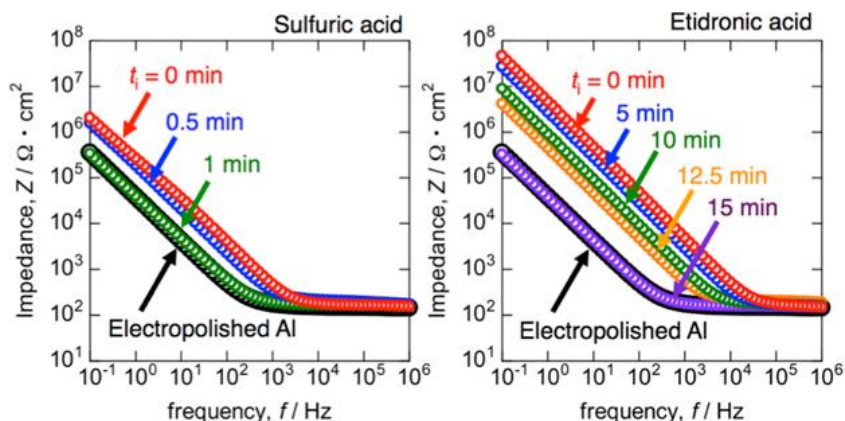 Sulfuric acid
Impedance, Z / Ω · cm²
10⁸
10⁷
10⁶
10⁵
10⁴
10³
10²
10¹
tᵢ = 0 min
0.5 min
1 min
Electropolished Al
10⁻¹ 10⁰ 10¹ 10² 10³ 10⁴ 10⁵ 10⁶
frequency, f / Hz
Etidronic acid
Impedance, Z / Ω · cm²
10⁸
10⁷
10⁶
10⁵
10⁴
10³
10²
10¹
tᵢ = 0 min
5 min
10 min
12.5 min
15 min
Electropolished Al
10⁻¹ 10⁰ 10¹ 10² 10³ 10⁴ 10⁵ 10⁶
frequency, f / Hz